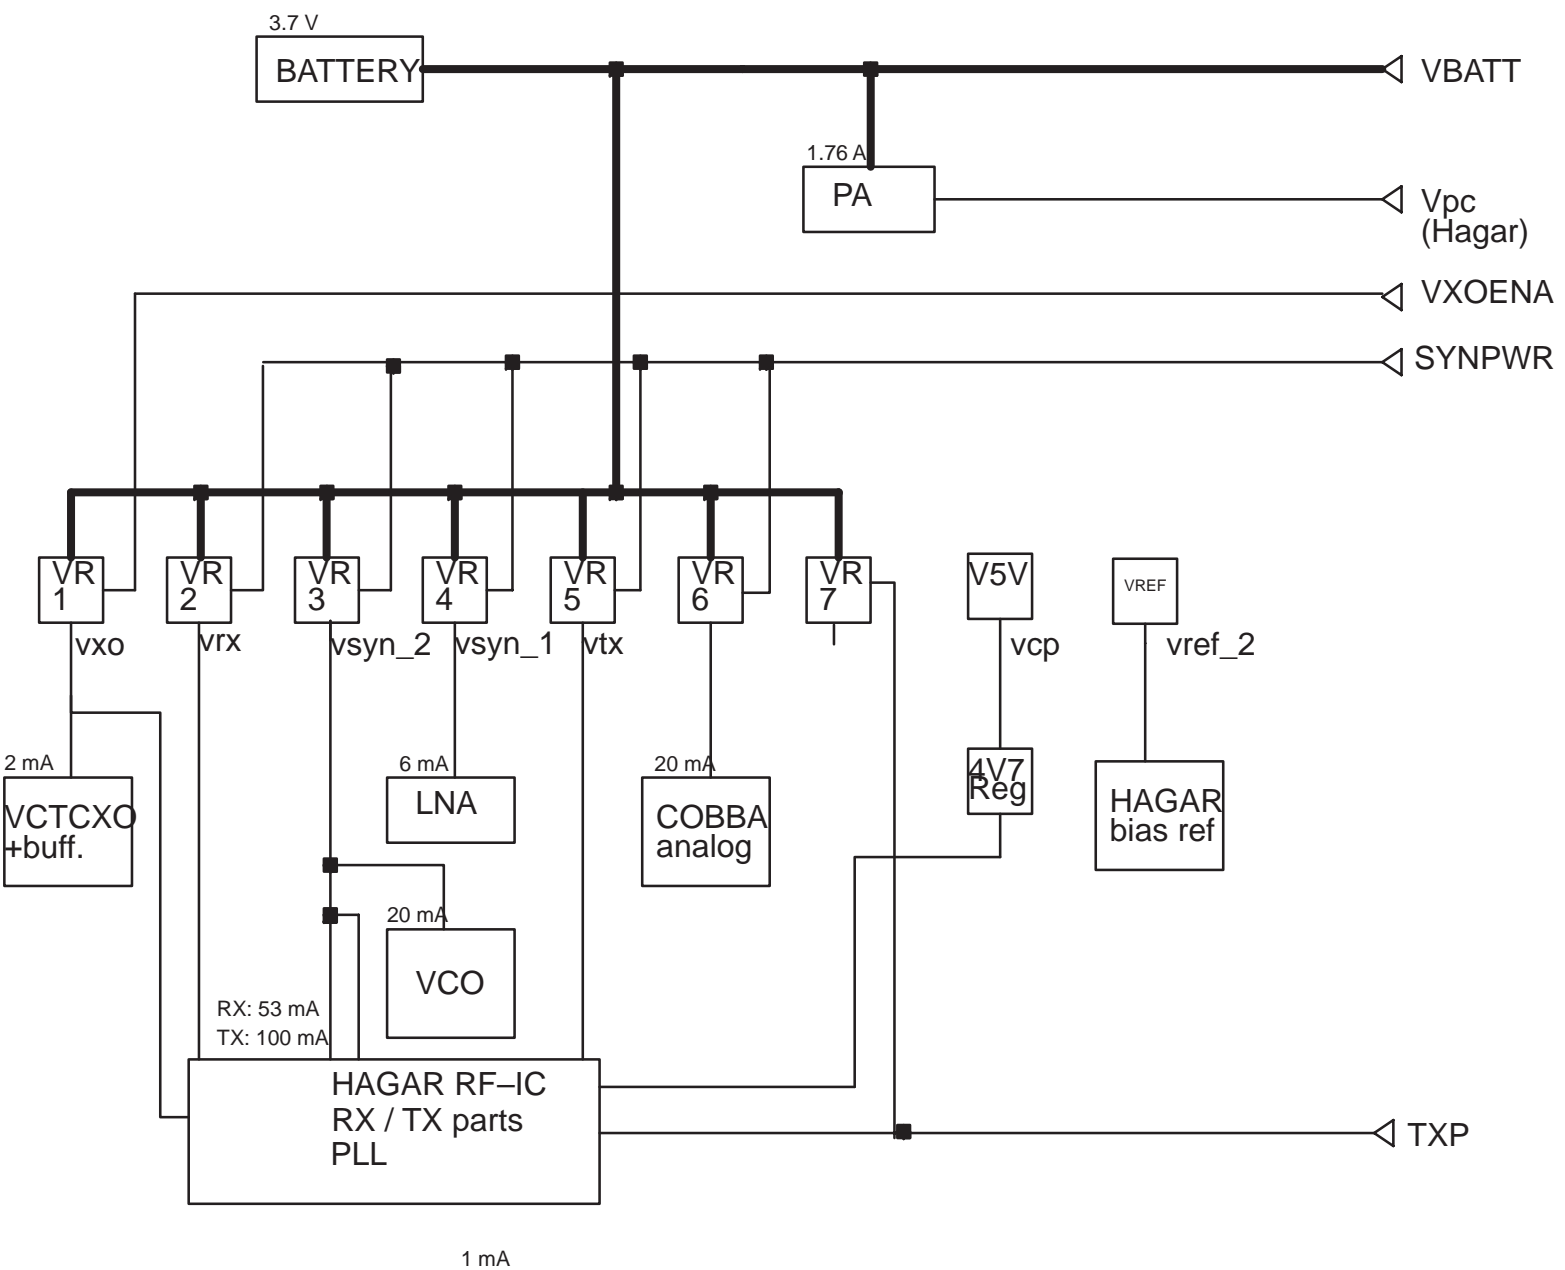 3.7 V
BATTERY
VBATT
1.76 A
PA
Vpc
(Hagar)
VXOENA
SYNPWR
VR
1
VR
2
VR
3
VR
4
VR
5
VR
6
VR
7
V5V
VREF
vxo
vrx
vsyn_2
vsyn_1
vtx
vcp
vref_2
2 mA
VCTCXO
+buff.
6 mA
LNA
20 mA
COBBA
analog
4V7
Reg
HAGAR
bias ref
20 mA
VCO
RX: 53 mA
TX: 100 mA
HAGAR RF–IC
RX / TX parts
PLL
TXP
1 mA